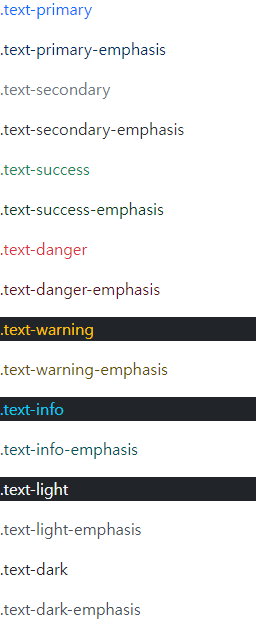 .text-primary
.text-primary-emphasis
.text-secondary
.text-secondary-emphasis
.text-success
.text-success-emphasis
.text-danger
.text-danger-emphasis
.text-warning
.text-warning-emphasis
.text-info
.text-info-emphasis
.text-light
.text-light-emphasis
.text-dark
.text-dark-emphasis